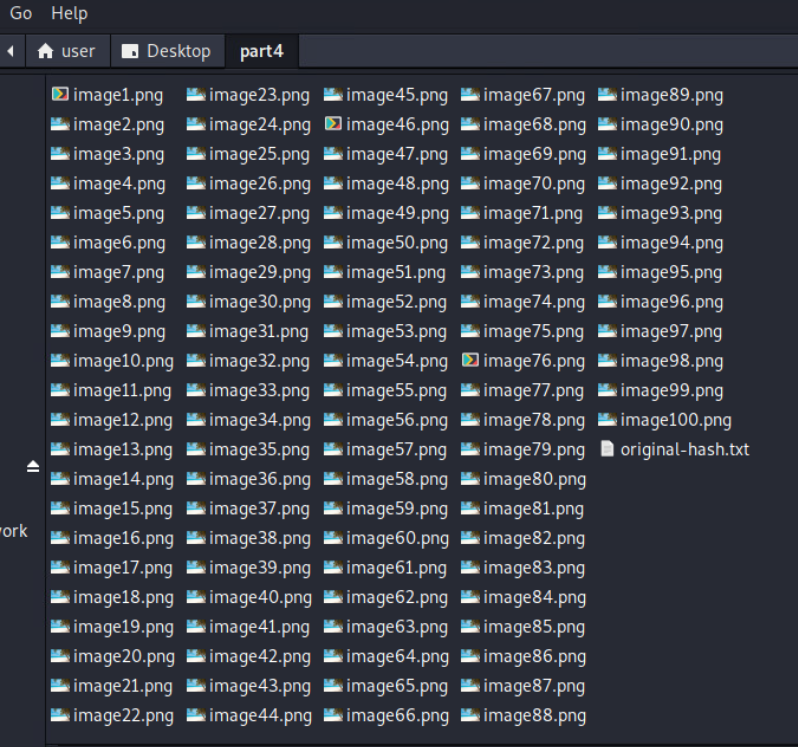 Go Help
user Desktop part4
image1.png image23.png image45.png image67.png image89.png
image2.png image24.png image46.png image68.png image90.png
image3.png image25.png image47.png image69.png image91.png
image4.png image26.png image48.png image70.png image92.png
image5.png image27.png image49.png image71.png image93.png
image6.png image28.png image50.png image72.png image94.png
image7.png image29.png image51.png image73.png image95.png
image8.png image30.png image52.png image74.png image96.png
image9.png image31.png image53.png image75.png image97.png
image10.png image32.png image54.png image76.png image98.png
image11.png image33.png image55.png image77.png image99.png
image12.png image34.png image56.png image78.png image100.png
image13.png image35.png image57.png image79.png original-hash.txt
image14.png image36.png image58.png image80.png
image15.png image37.png image59.png image81.png
ork image16.png image38.png image60.png image82.png
image17.png image39.png image61.png image83.png
image18.png image40.png image62.png image84.png
image19.png image41.png image63.png image85.png
image20.png image42.png image64.png image86.png
image21.png image43.png image65.png image87.png
image22.png image44.png image66.png image88.png